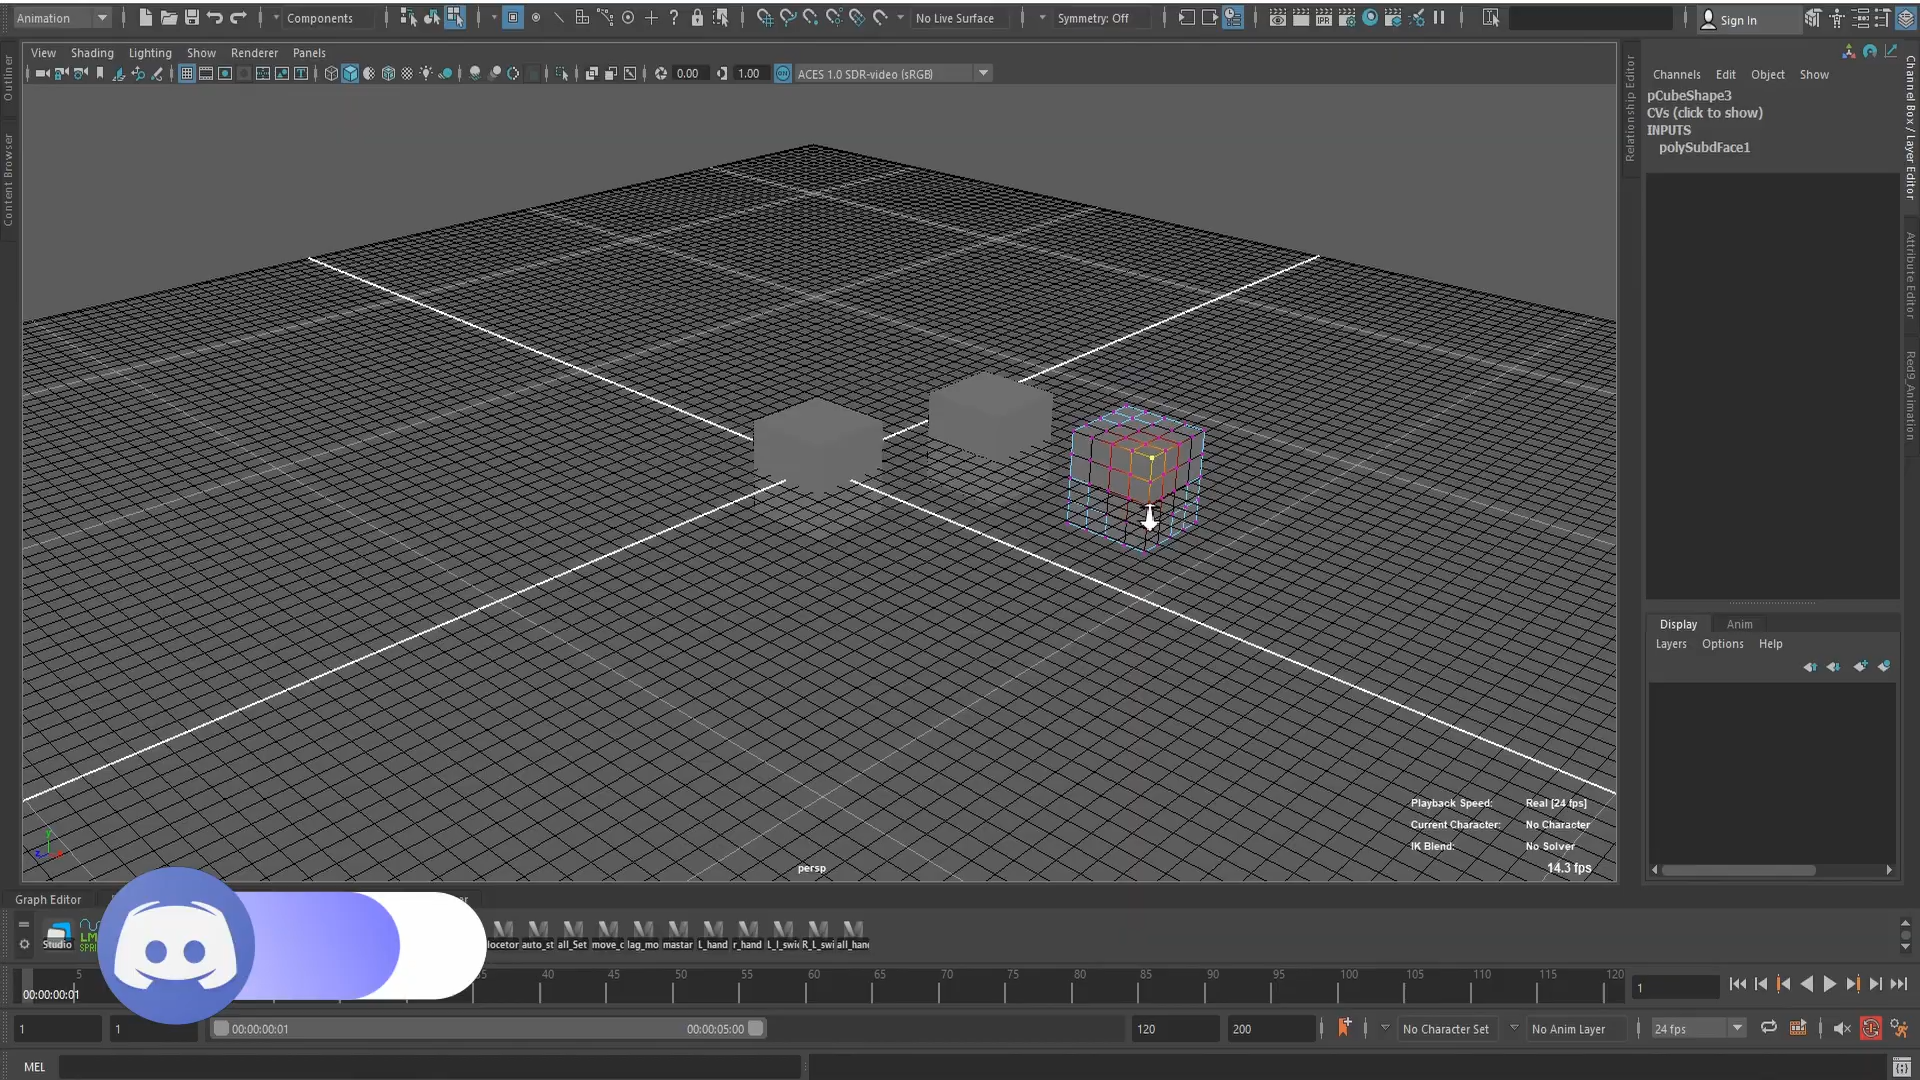 Animation
Components
No Live Surface
Symmetry: Off
Sign In
View Shading Lighting Show Renderer Panels
0.00
1.00
ACES 1.0 SDR-video (sRGB)
Outliner
Content Browser
Relationship Editor
Channels Edit Object Show
pCubeShape3
CVs (click to show)
INPUTS
polySubdFace1
Channel Box / Layer Editor
Attribute Editor
Red9_Animation
Display Anim
Layers Options Help
Playback Speed: Real [24 fps]
Current Character: No Character
IK Blend: No Solver
14.3 fps
persp
Graph Editor
Studio
locetor auto_st all_Set move_c lag_mo mastar L_hand r_hand L_l_swi R_L_swi all_hand
5 40 45 50 55 60 65 70 75 80 85 90 95 100 105 110 115 120
00:00:00:01
1
1
1
00:00:00:01
00:00:05:00
120
200
No Character Set
No Anim Layer
24 fps
MEL